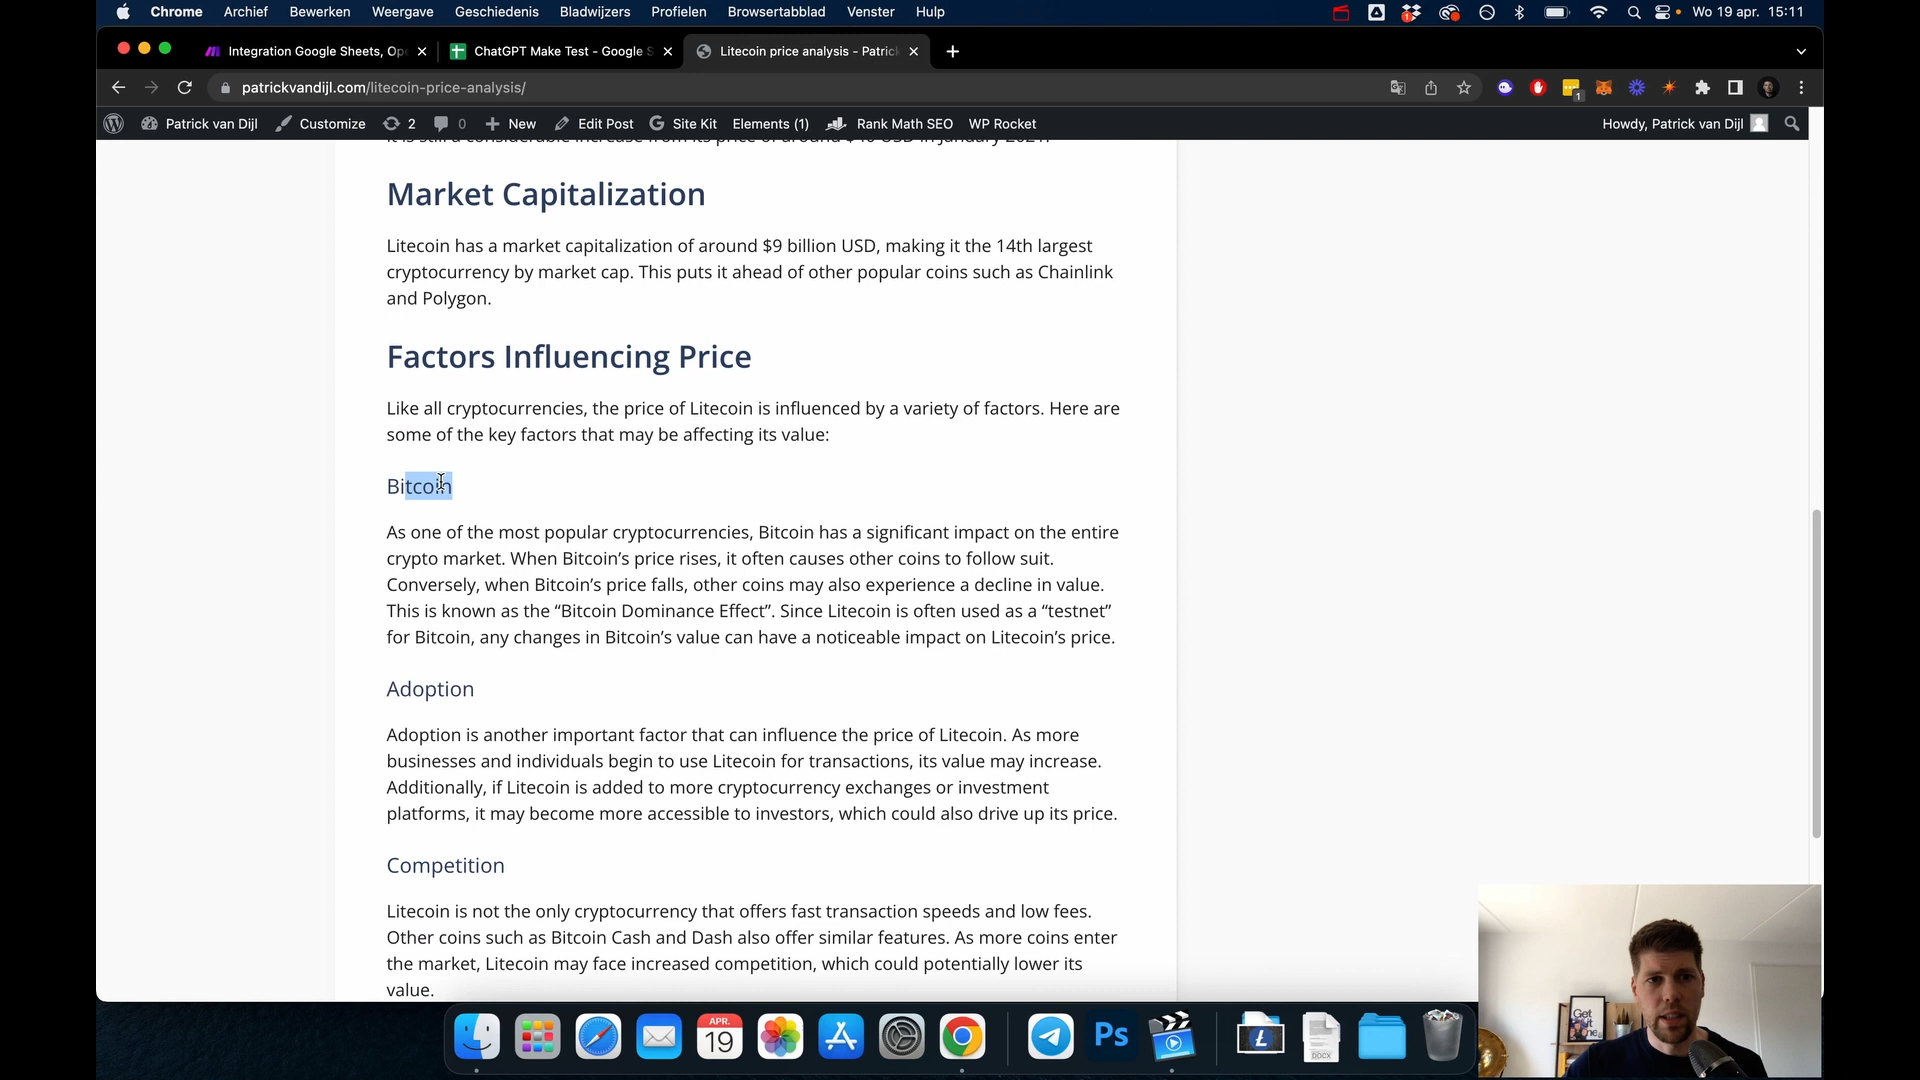 Chrome Archief Bewerken Weergave Geschiedenis Bladwijzers Profielen Browsertabblad Venster Help
Wo 19 apr. 15:11
Integration Google Sheets, Op
ChatGPT Make Test - Google S
Litecoin price analysis - Patrick
patrickvandijl.com/litecoin-price-analysis/
1
Patrick van Dijl Customize 2 0 New Edit Post Site Kit Elements (1) Rank Math SEO WP Rocket
Howdy, Patrick van Dijl
Market Capitalization
Litecoin has a market capitalization of around $9 billion USD, making it the 14th largest
cryptocurrency by market cap. This puts it ahead of other popular coins such as Chainlink
and Polygon.
Factors Influencing Price
Like all cryptocurrencies, the price of Litecoin is influenced by a variety of factors. Here are
some of the key factors that may be affecting its value:
Bitcoin
As one of the most popular cryptocurrencies, Bitcoin has a significant impact on the entire
crypto market. When Bitcoin’s price rises, it often causes other coins to follow suit.
Conversely, when Bitcoin’s price falls, other coins may also experience a decline in value.
This is known as the “Bitcoin Dominance Effect”. Since Litecoin is often used as a “testnet”
for Bitcoin, any changes in Bitcoin’s value can have a noticeable impact on Litecoin’s price.
Adoption
Adoption is another important factor that can influence the price of Litecoin. As more
businesses and individuals begin to use Litecoin for transactions, its value may increase.
Additionally, if Litecoin is added to more cryptocurrency exchanges or investment
platforms, it may become more accessible to investors, which could also drive up its price.
Competition
Litecoin is not the only cryptocurrency that offers fast transaction speeds and low fees.
Other coins such as Bitcoin Cash and Dash also offer similar features. As more coins enter
the market, Litecoin may face increased competition, which could potentially lower its
value.
APR.
19
Ps
DOCX